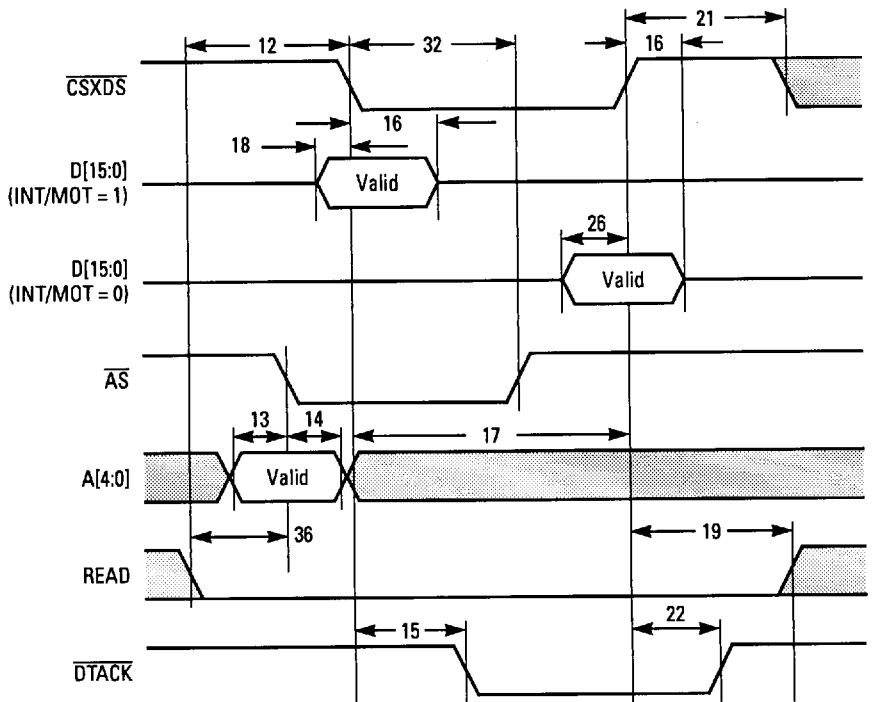 21
12
32
16
CSXDS
16
18
D[15:0]
(INT/MOT = 1)
Valid
26
D[15:0]
(INT/MOT = 0)
Valid
AS
13
14
17
A[4:0]
Valid
36
19
READ
15
22
DTACK